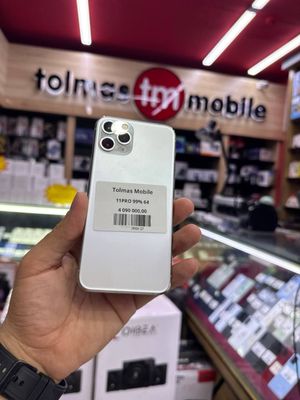 tolmas tm mobile
Tolmas Mobile
11PRO 99% 64
4 090 000.00